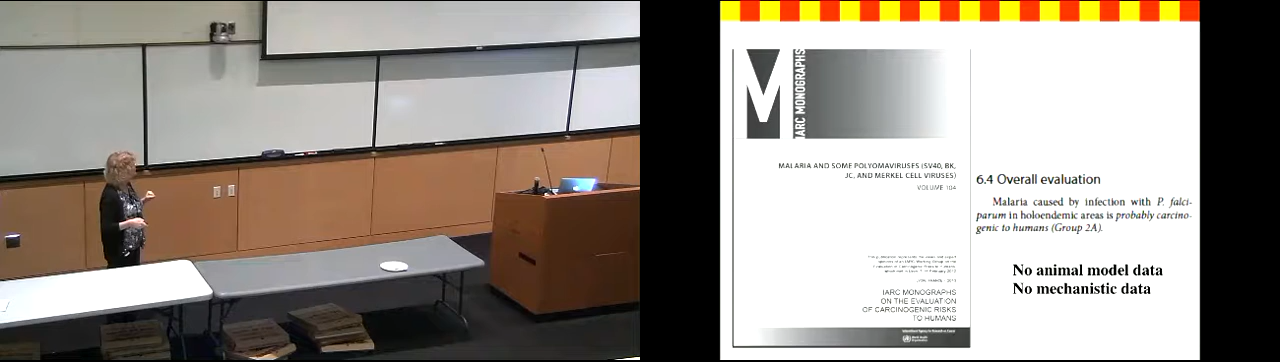 IARC MONOGRAPHS
MALARIA AND SOME POLYOMAVIRUSES (SV40, BK,
JC, AND MERKEL CELL VIRUSES)
VOLUME 104
IARC MONOGRAPHS
ON THE EVALUATION
OF CARCINOGENIC RISKS
TO HUMANS
6.4 Overall evaluation
Malaria caused by infection with P. falci-
parum in holoendemic areas is probably carcino-
genic to humans (Group 2A).
No animal model data
No mechanistic data